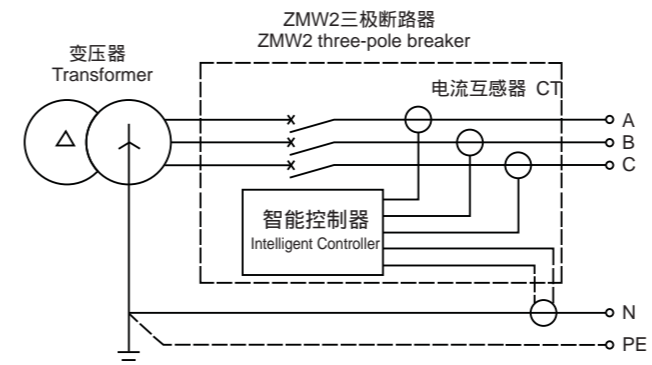 ZMW2三极断路器
ZMW2 three-pole breaker
变压器
Transformer
电流互感器 CT
A
B
C
智能控制器
Intelligent Controller
N
PE